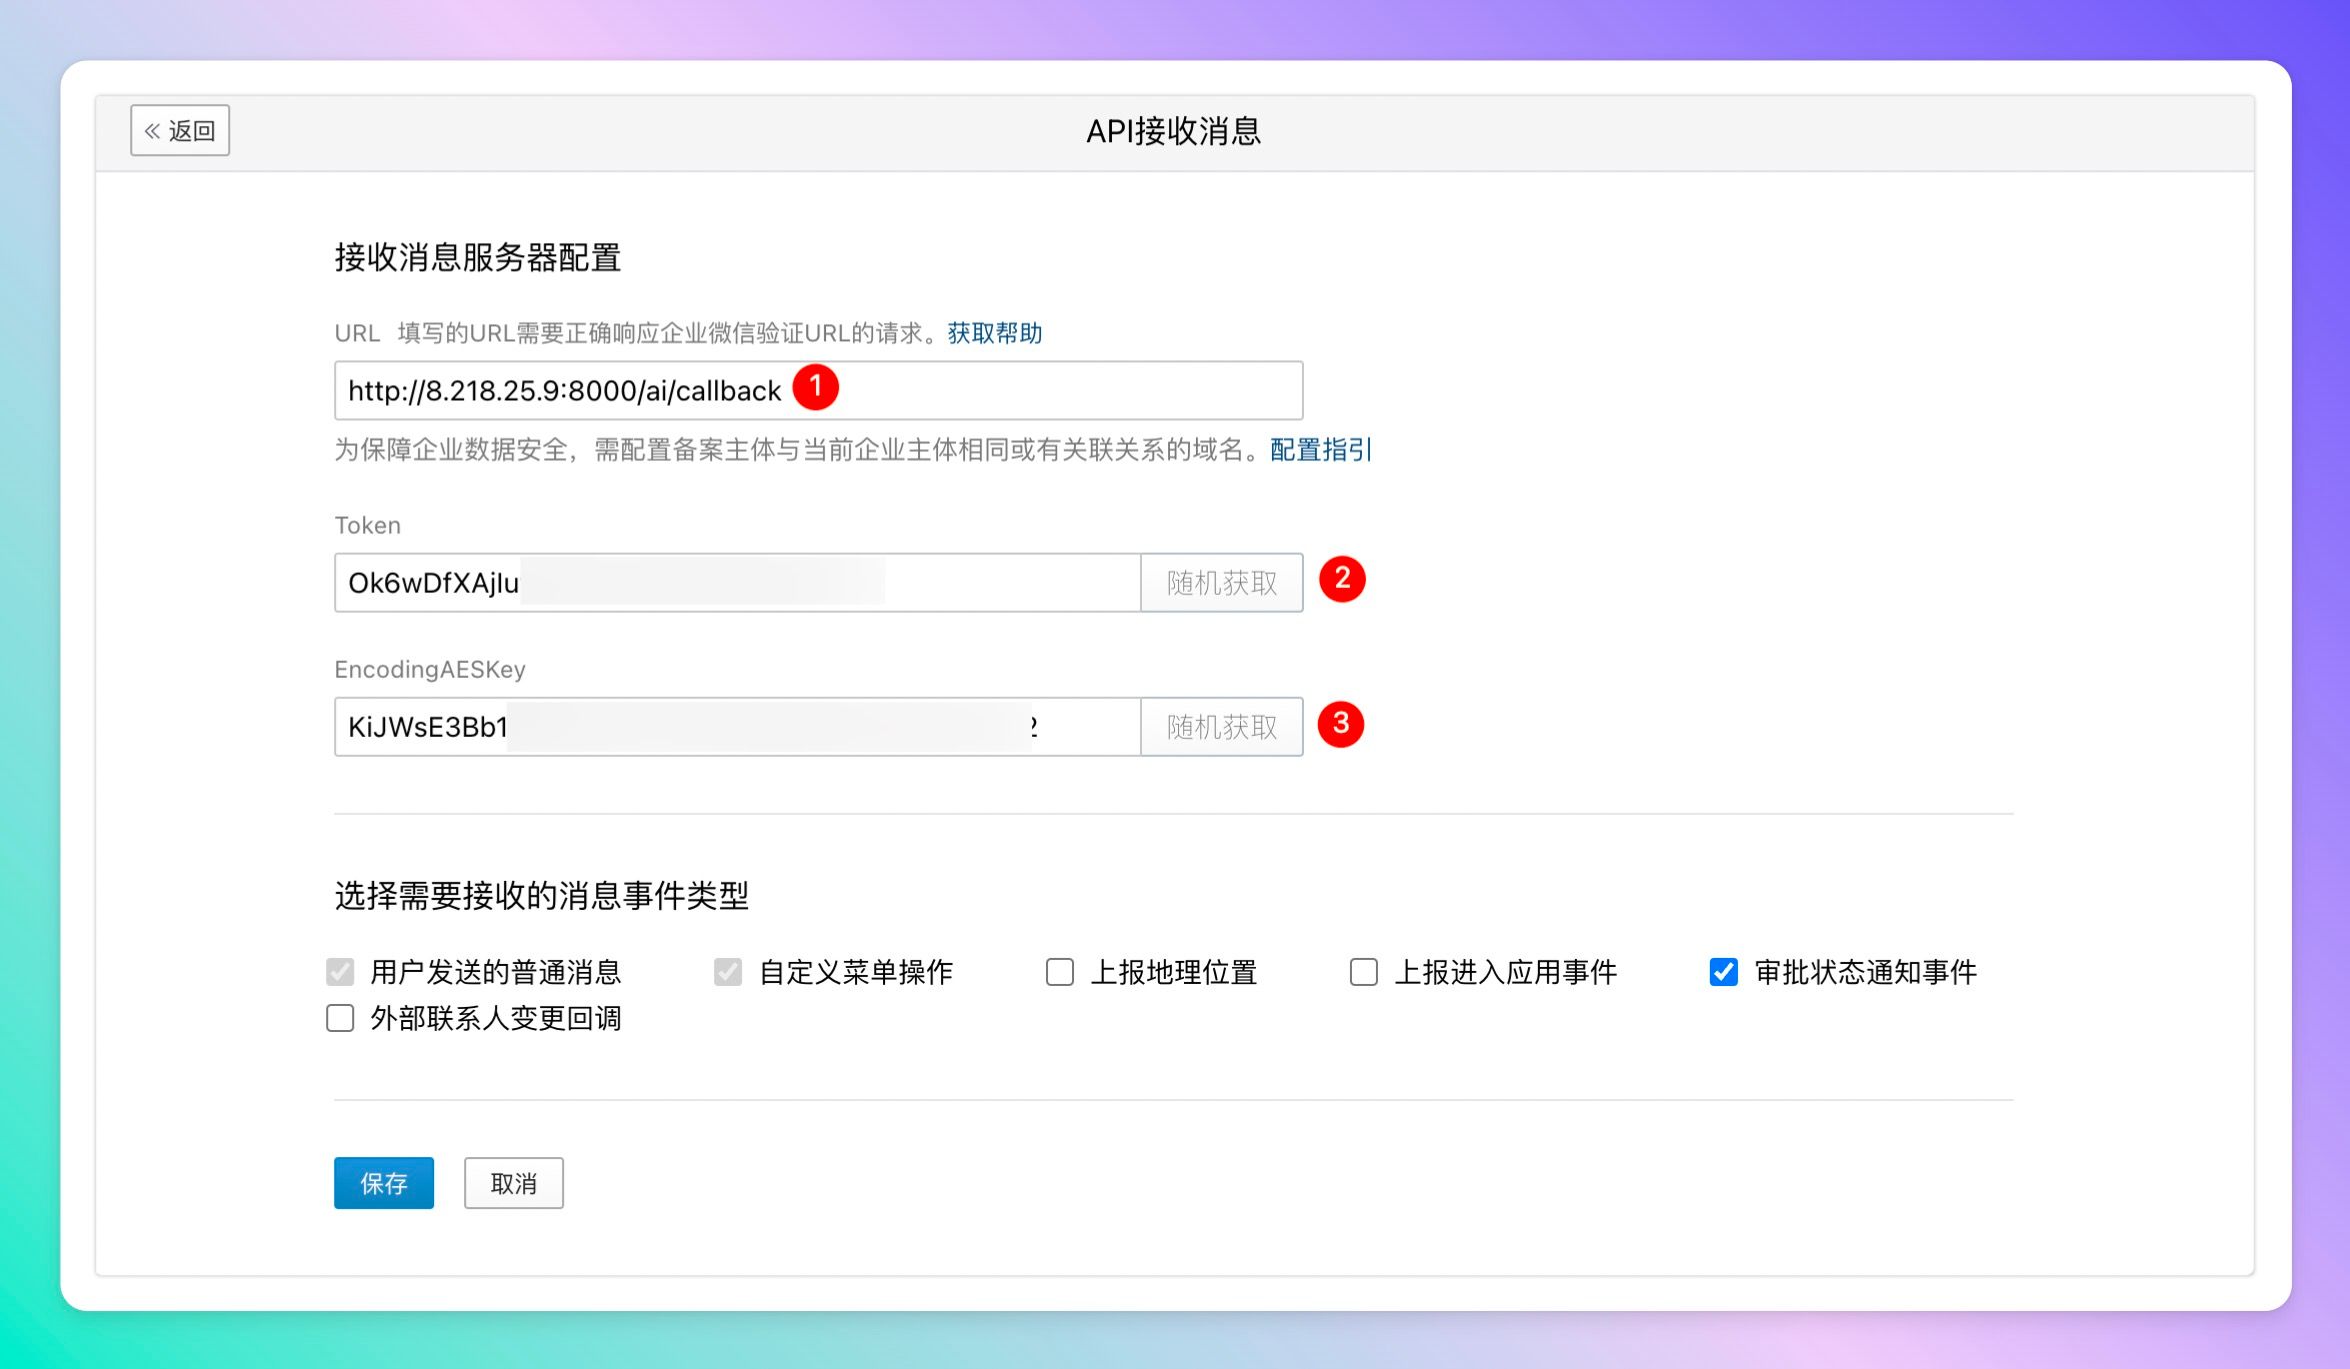 « 返回
API接收消息
接收消息服务器配置
URL 填写的URL需要正确响应企业微信验证URL的请求。获取帮助
http://8.218.25.9:8000/ai/callback 1
为保障企业数据安全，需配置备案主体与当前企业主体相同或有关联关系的域名。配置指引
Token
Ok6wDfXAjIu 随机获取 2
EncodingAESKey
KiJWsE3Bb1 2 随机获取 3
选择需要接收的消息事件类型
用户发送的普通消息 自定义菜单操作 上报地理位置 上报进入应用事件 审批状态通知事件
外部联系人变更回调
保存 取消